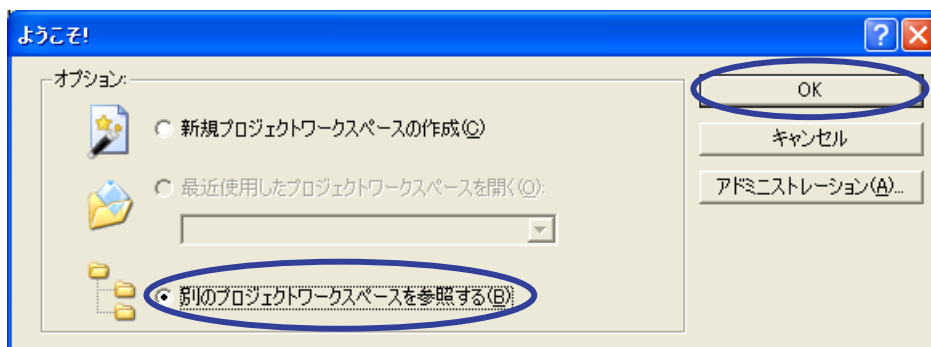 ようこそ!
オプション:
新規プロジェクトワークスペースの作成(C)
最近使用したプロジェクトワークスペースを開く(O):
別のプロジェクトワークスペースを参照する(B)
OK
キャンセル
アドミニストレーション(A)...